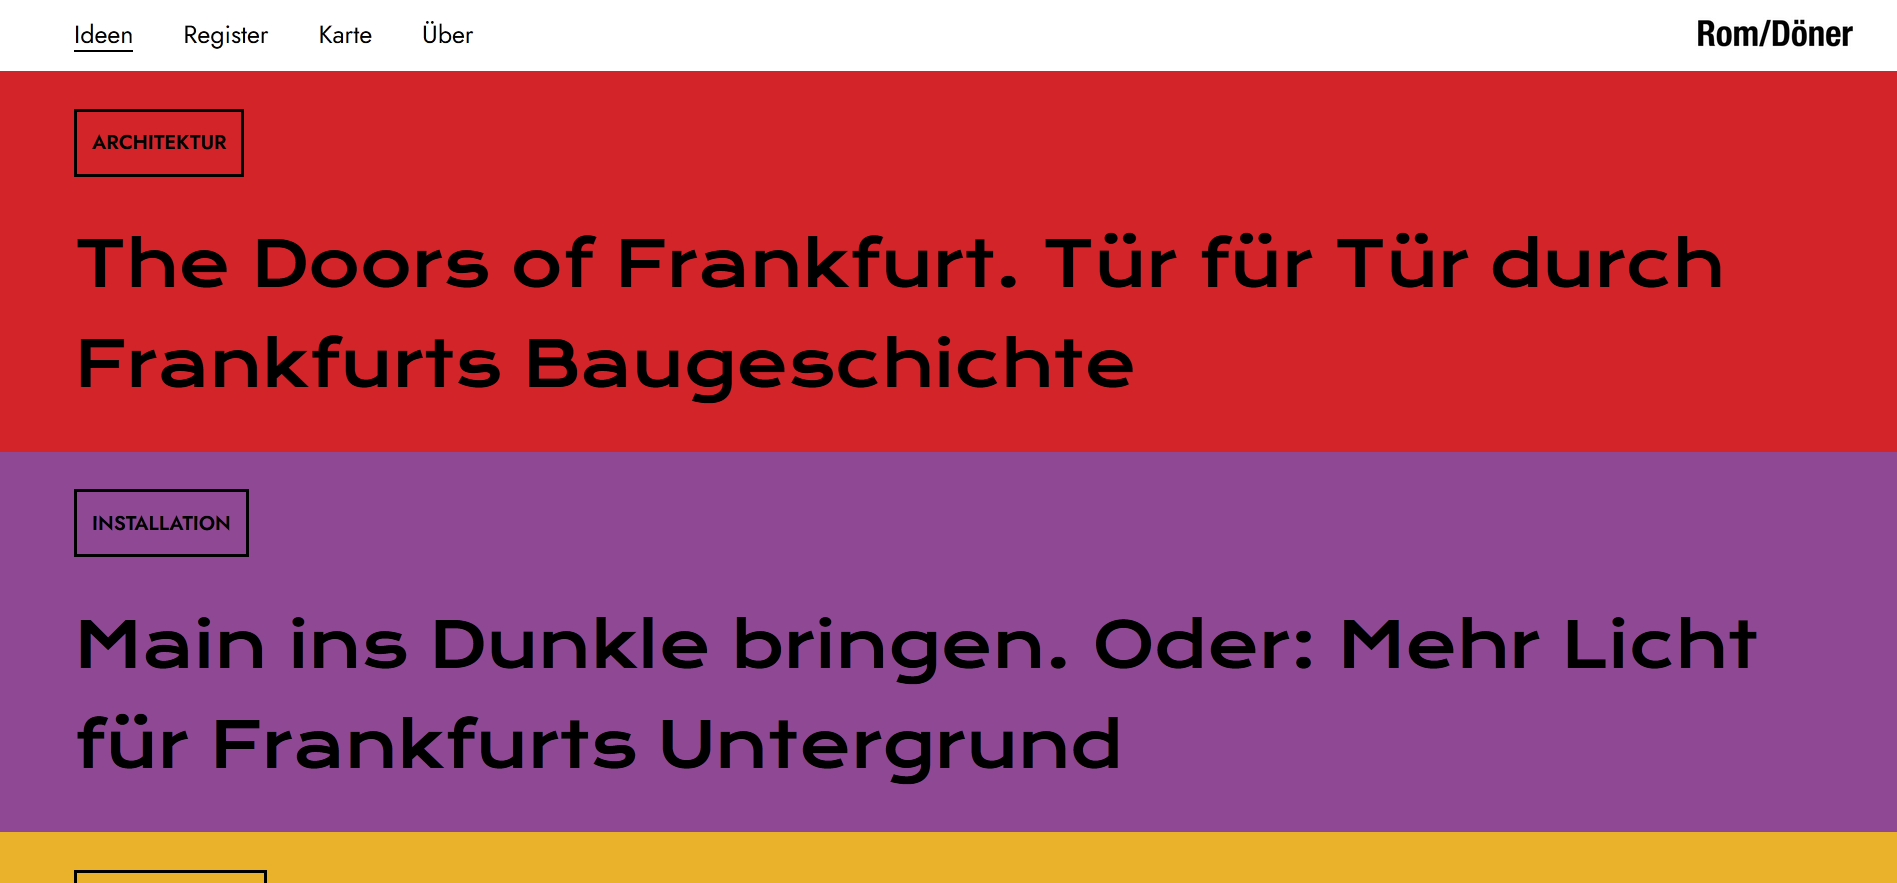 Ideen Register Karte Über Rom/Döner
ARCHITEKTUR
The Doors of Frankfurt. Tür für Tür durch
Frankfurts Baugeschichte
INSTALLATION
Main ins Dunkle bringen. Oder: Mehr Licht
für Frankfurts Untergrund